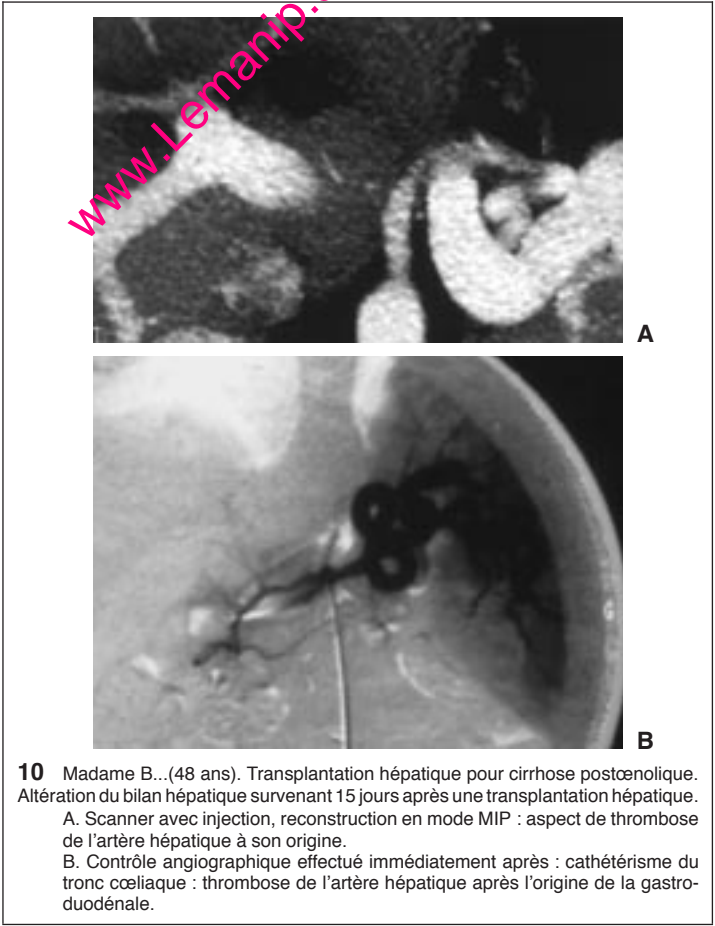 www.Lemanip.
A
B
10 Madame B...(48 ans). Transplantation hépatique pour cirrhose postœnolique.
Altération du bilan hépatique survenant 15 jours après une transplantation hépatique.
A. Scanner avec injection, reconstruction en mode MIP : aspect de thrombose
de l’artère hépatique à son origine.
B. Contrôle angiographique effectué immédiatement après : cathétérisme du
tronc cœliaque : thrombose de l’artère hépatique après l’origine de la gastro-
duodénale.